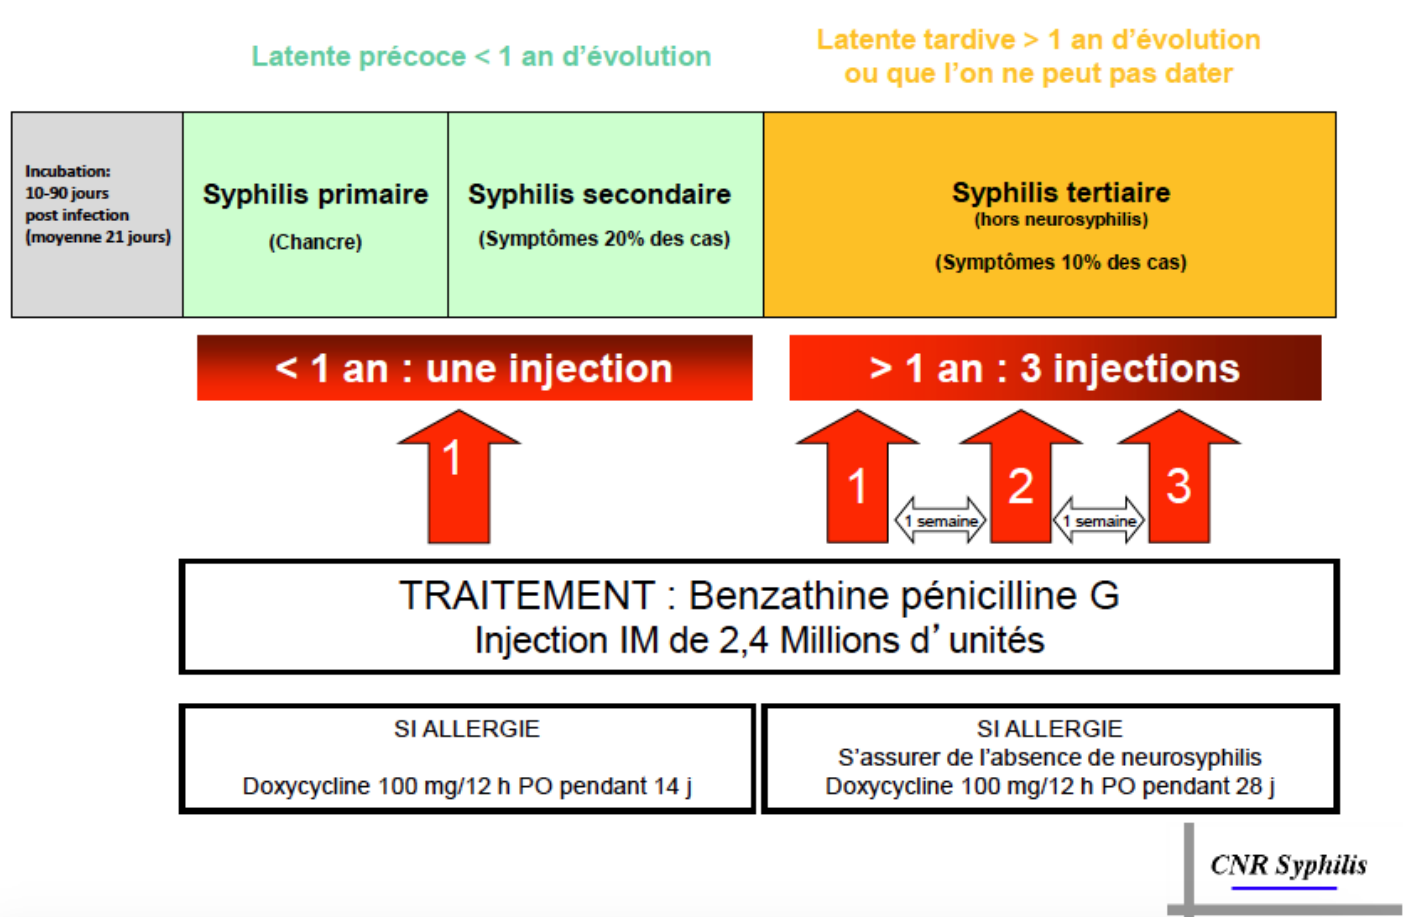 Latente précoce < 1 an d'évolution
Latente tardive > 1 an d'évolution
ou que l'on ne peut pas dater
Incubation:
10-90 jours
post infection
(moyenne 21 jours)
Syphilis primaire
(Chancre)
Syphilis secondaire
(Symptômes 20% des cas)
Syphilis tertiaire
(hors neurosyphilis)
(Symptômes 10% des cas)
< 1 an : une injection
> 1 an : 3 injections
1
1
1 semaine
2
1 semaine
3
TRAITEMENT : Benzathine pénicilline G
Injection IM de 2,4 Millions d' unités
SI ALLERGIE
Doxycycline 100 mg/12 h PO pendant 14 j
SI ALLERGIE
S'assurer de l'absence de neurosyphilis
Doxycycline 100 mg/12 h PO pendant 28 j
CNR Syphilis